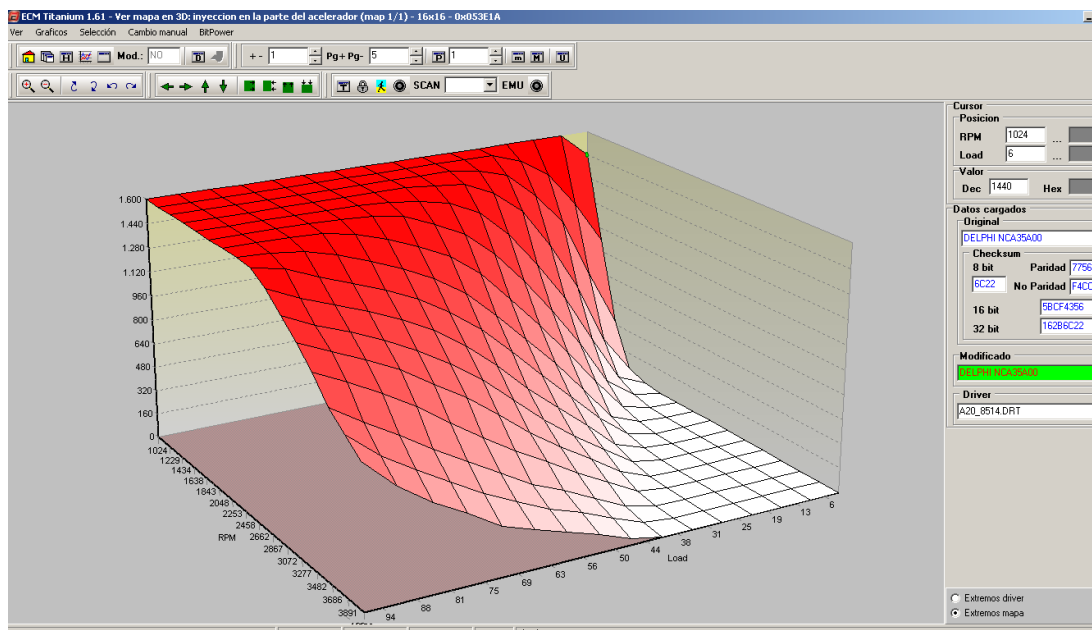 ECM Titanium 1.61 - Ver mapa en 3D: inyeccion en la parte del acelerador (map 1/1) - 16x16 - 0x053E1A
Ver Graficos Selección Cambio manual BitPower
Mod.: NO D + - 1 Pg+ Pg- 5 P 1 m M U
SCAN EMU
Cursor
Posicion
RPM 1024 ...
Load 6 ...
Valor
Dec 1440 Hex
Datos cargados
Original
DELPHI NCA35A00
Checksum
8 bit Paridad 7756
6C22 No Paridad F4CC
16 bit 5BCF4356
32 bit 162B6C22
Modificado
DELPHI NCA35A00
Driver
A20_8514.DRT
1.600
1.440
1.280
1.120
960
800
640
480
320
160
0
1024
1229
1434
1638
1843
2048
2253
2458
2662
2867
3072
3277
3482
3686
3891
RPM
94
88
81
75
69
63
56
50
44
38
31
25
19
13
6
Load
Extremos driver
Extremos mapa